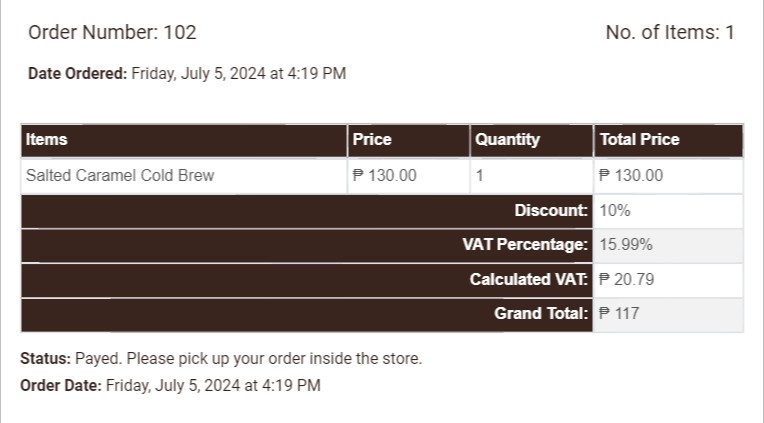 Order Number: 102 No. of Items: 1
Date Ordered: Friday, July 5, 2024 at 4:19 PM
Items Price Quantity Total Price
Salted Caramel Cold Brew ₱ 130.00 1 ₱ 130.00
Discount: 10%
VAT Percentage: 15.99%
Calculated VAT: ₱ 20.79
Grand Total: ₱ 117
Status: Payed. Please pick up your order inside the store.
Order Date: Friday, July 5, 2024 at 4:19 PM